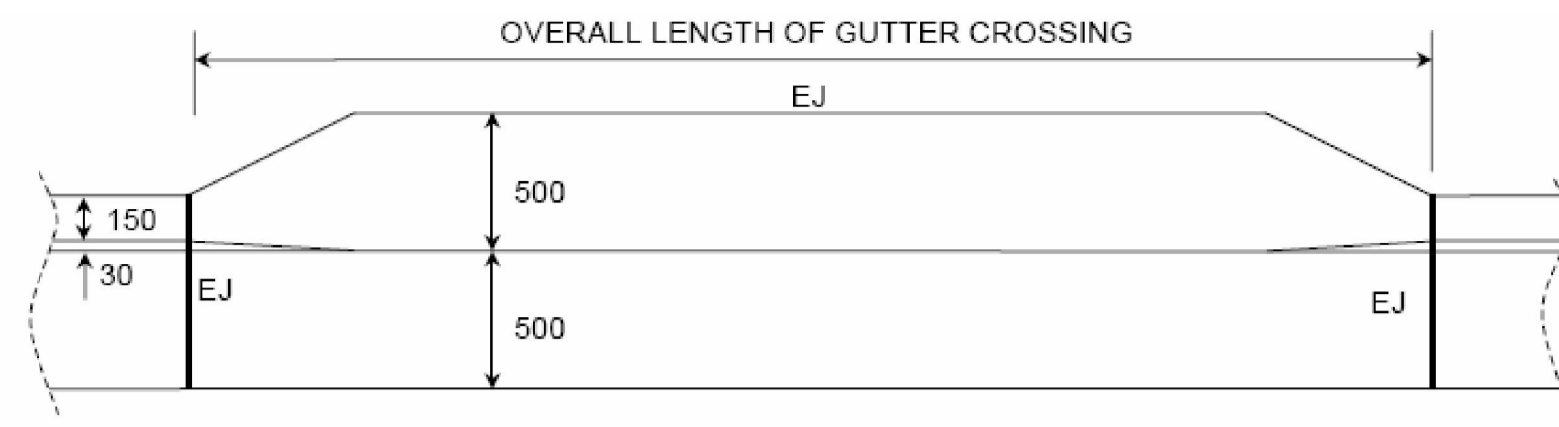 OVERALL LENGTH OF GUTTER CROSSING
EJ
500
150
30
EJ
EJ
500